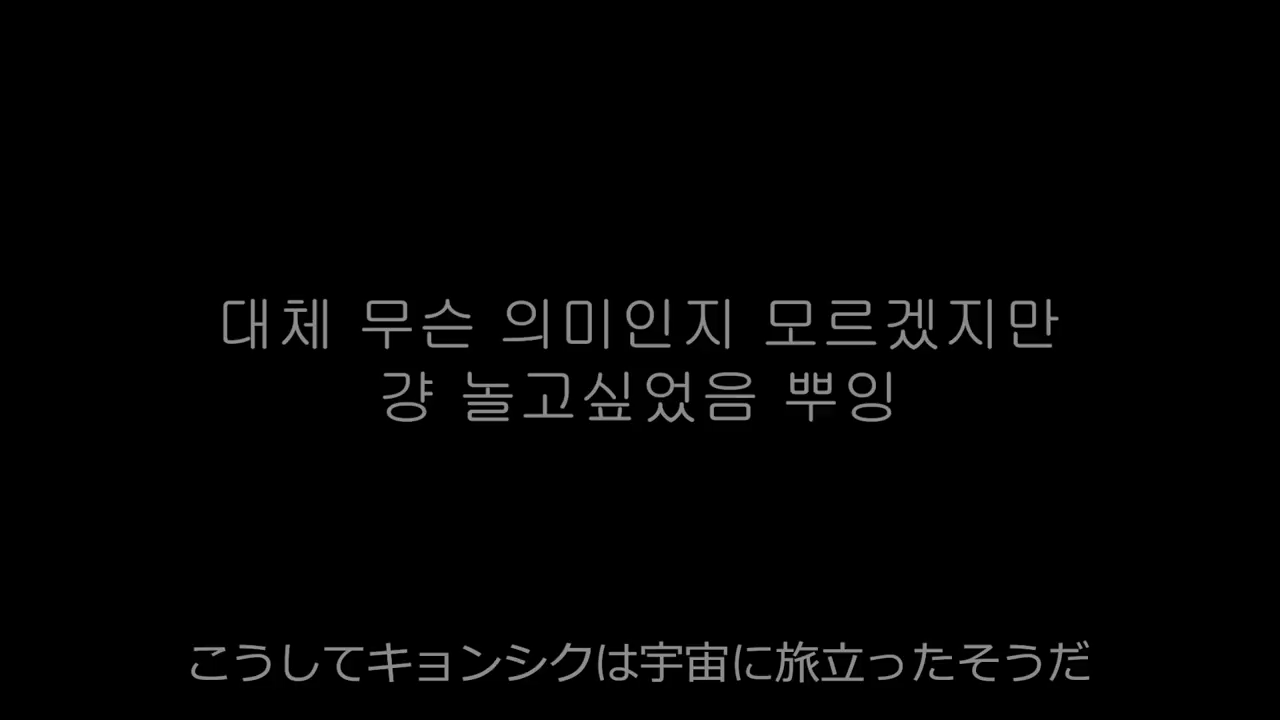 대체 무슨 의미인지 모르겠지만
걍 놀고싶었음 뿌잉
こうしてキョンシクは宇宙に旅立ったそうだ